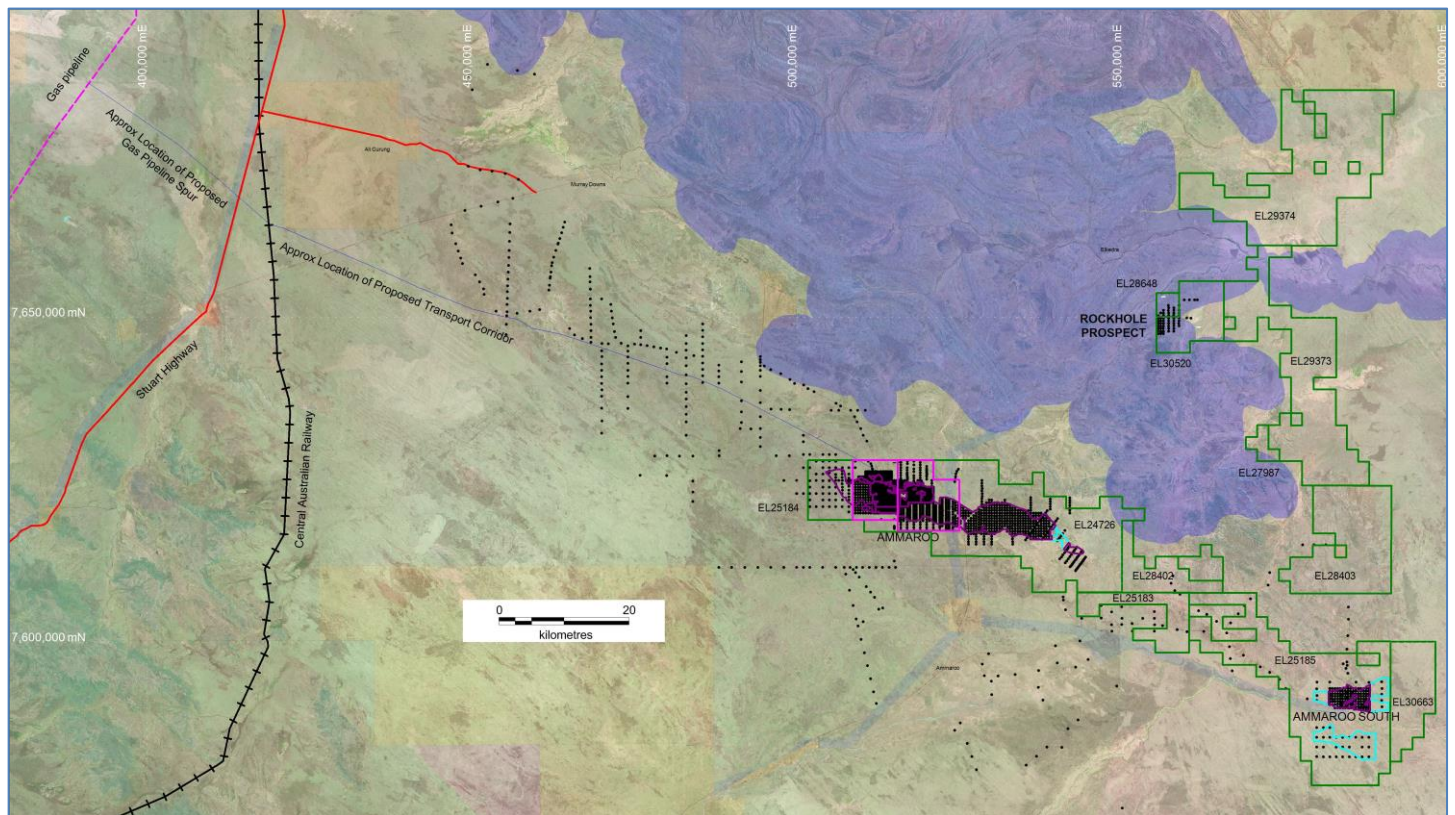 400,000 mE
450,000 mE
500,000 mE
550,000 mE
600,000 mE
Gas pipeline
Approx Location of Proposed
Gas Pipeline Spur
Ali Curung
Murray Downs
EL29374
Approx Location of Proposed Transport Corridor
EL28648
7,650,000 mN
ROCKHOLE
PROSPECT
Stuart Highway
EL30520
EL29373
Central Australian Railway
EL27987
EL25184
AMMAROO
EL24726
EL28402
EL28403
EL25183
0 20
kilometres
7,600,000 mN
Ammaroo
EL25185
EL30663
AMMAROO SOUTH